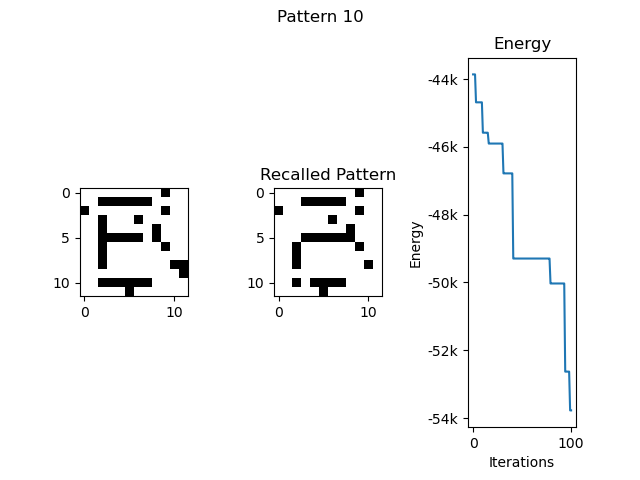 Pattern 10
Energy
-44k
-46k
-48k
-50k
-52k
-54k
Energy
0 100
Iterations
Recalled Pattern
0
5
10
0 10
0
5
10
0 10